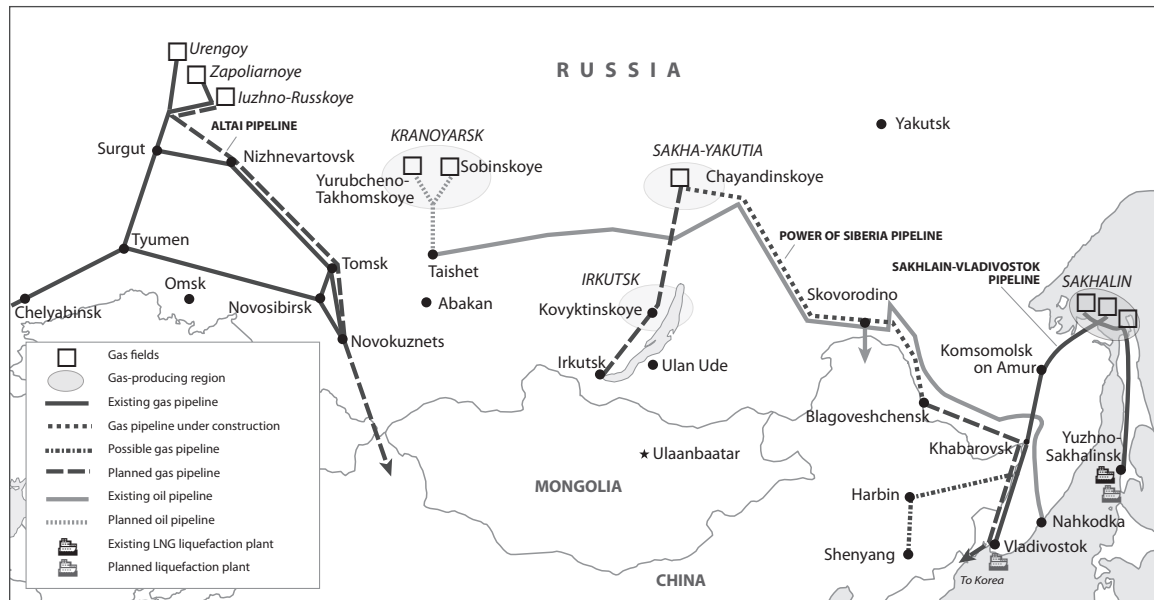 Urengoy
Zapoliarnoye
Iuzhno-Russkoye
RUSSIA
ALTAI PIPELINE
KRANOYARSK
Yakutsk
Surgut
Nizhnevartovsk
Sobinskoye
Yurubcheno-
Takhomskoye
SAKHA-YAKUTIA
Chayandinskoye
Tyumen
POWER OF SIBERIA PIPELINE
Tomsk
Taishet
SAKHLAIN-VLADIVOSTOK
PIPELINE
SAKHALIN
Omsk
IRKUTSK
Chelyabinsk
Novosibirsk
Abakan
Kovyktinskoye
Skovorodino
Novokuznets
Komsomolsk
on Amur
Irkutsk
Ulan Ude
Blagoveshchensk
Khabarovsk
Yuzhno-
Sakhalinsk
Ulaanbaatar
MONGOLIA
Harbin
Nahkodka
Shenyang
Vladivostok
CHINA
To Korea
Gas fields
Gas-producing region
Existing gas pipeline
Gas pipeline under construction
Possible gas pipeline
Planned gas pipeline
Existing oil pipeline
Planned oil pipeline
Existing LNG liquefaction plant
Planned liquefaction plant